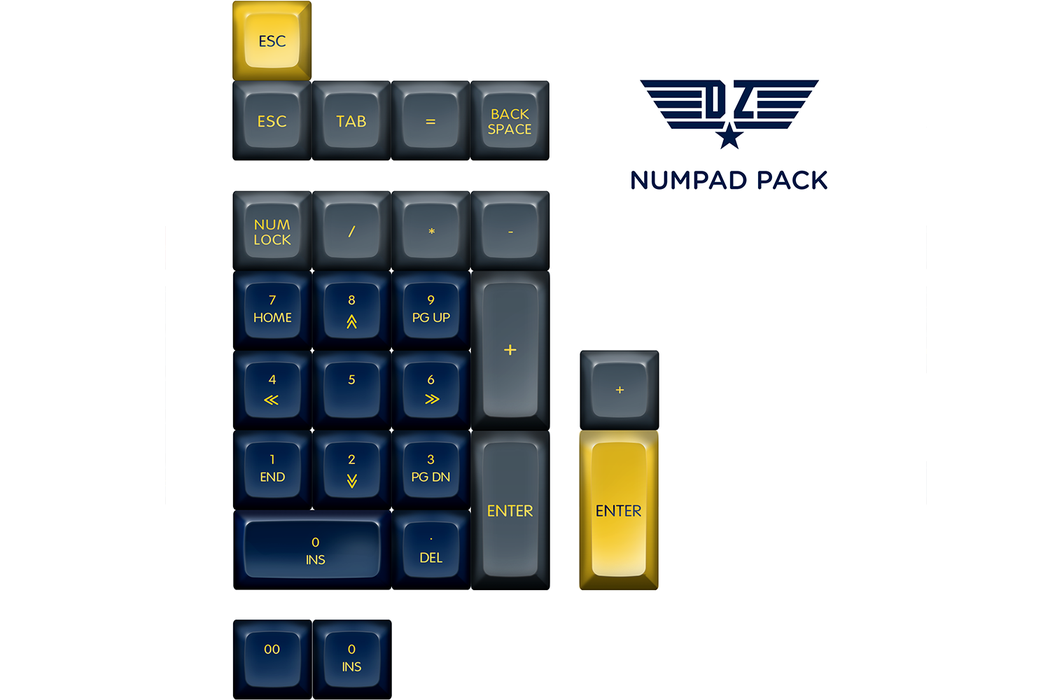 ESC
ESC TAB = BACK
SPACE
DZ
NUMPAD PACK
NUM
LOCK / * -
7 8 9
HOME PG UP
+
4 5 6
+
1 2 3
END PG DN
ENTER ENTER
0 .
INS DEL
00 0
INS